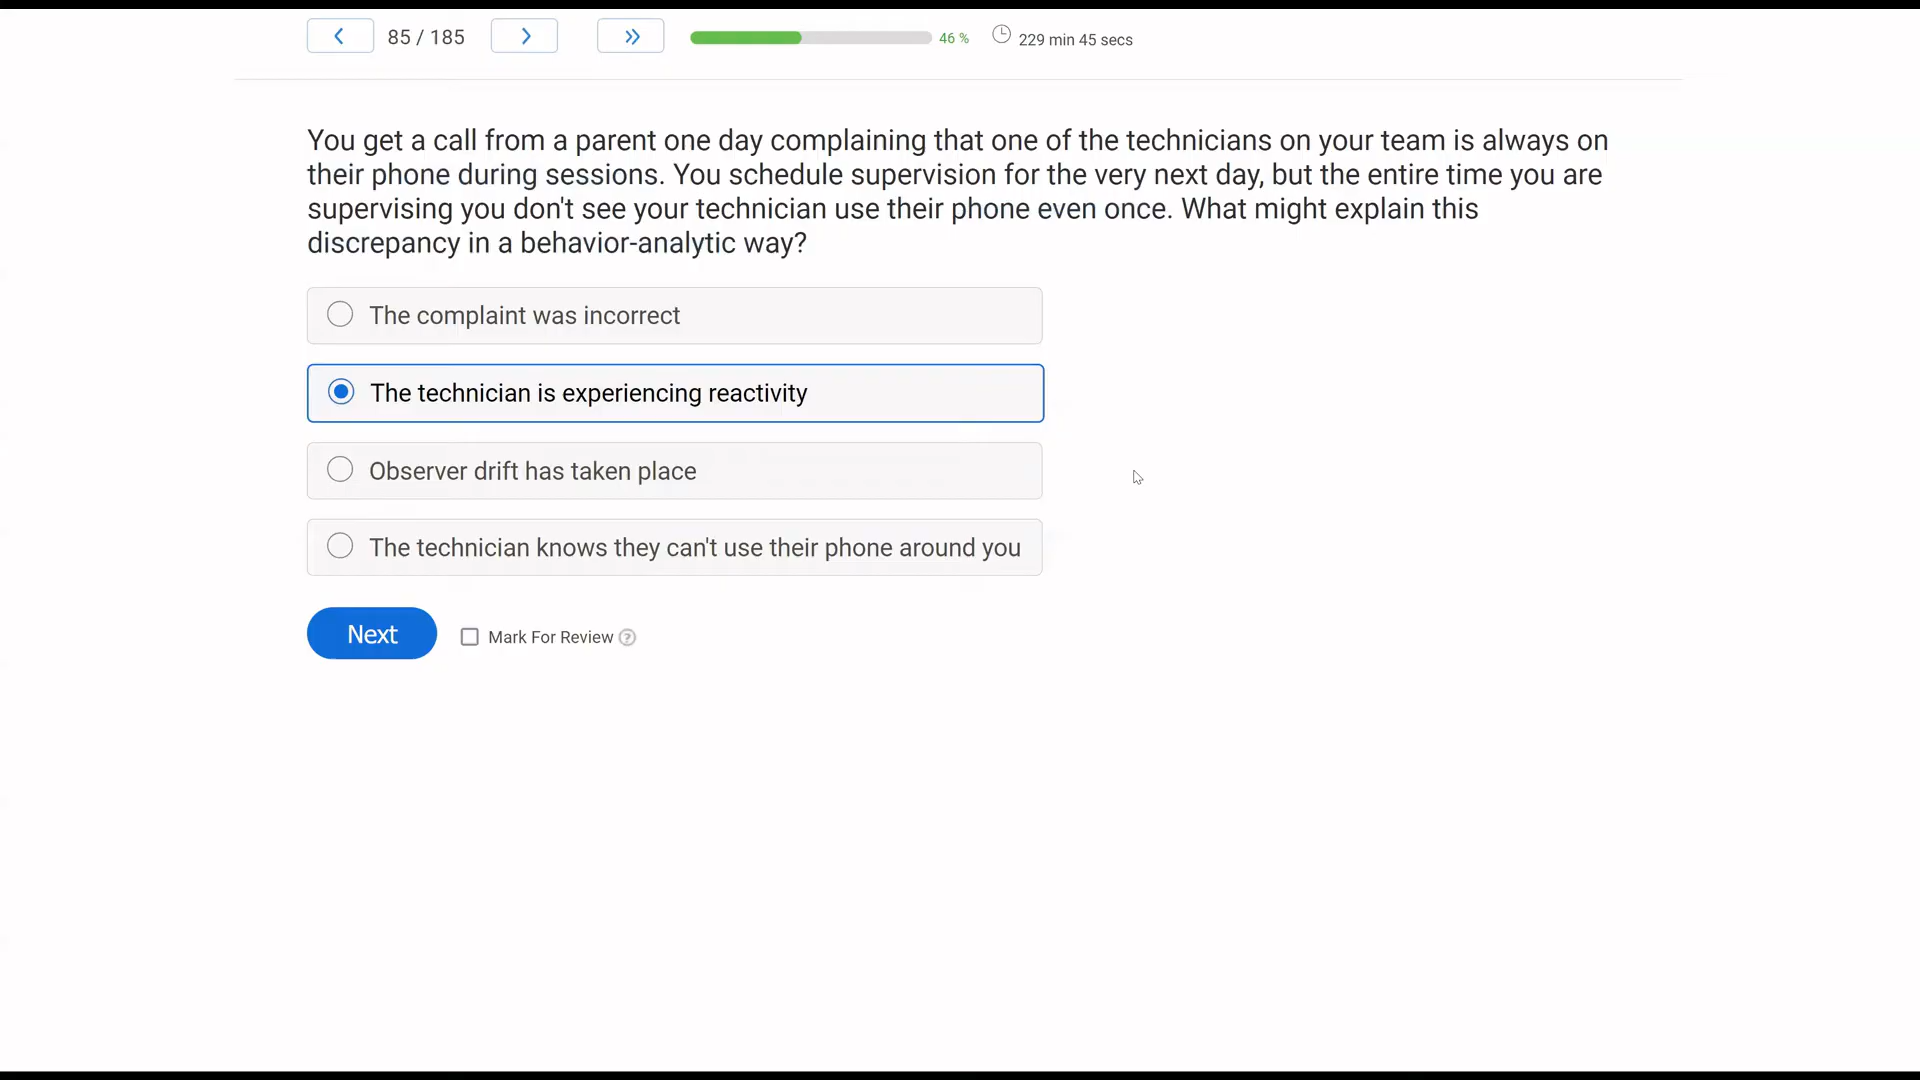 85 / 185
46 %
229 min 45 secs
You get a call from a parent one day complaining that one of the technicians on your team is always on
their phone during sessions. You schedule supervision for the very next day, but the entire time you are
supervising you don't see your technician use their phone even once. What might explain this
discrepancy in a behavior-analytic way?
The complaint was incorrect
The technician is experiencing reactivity
Observer drift has taken place
The technician knows they can't use their phone around you
Next
Mark For Review ?